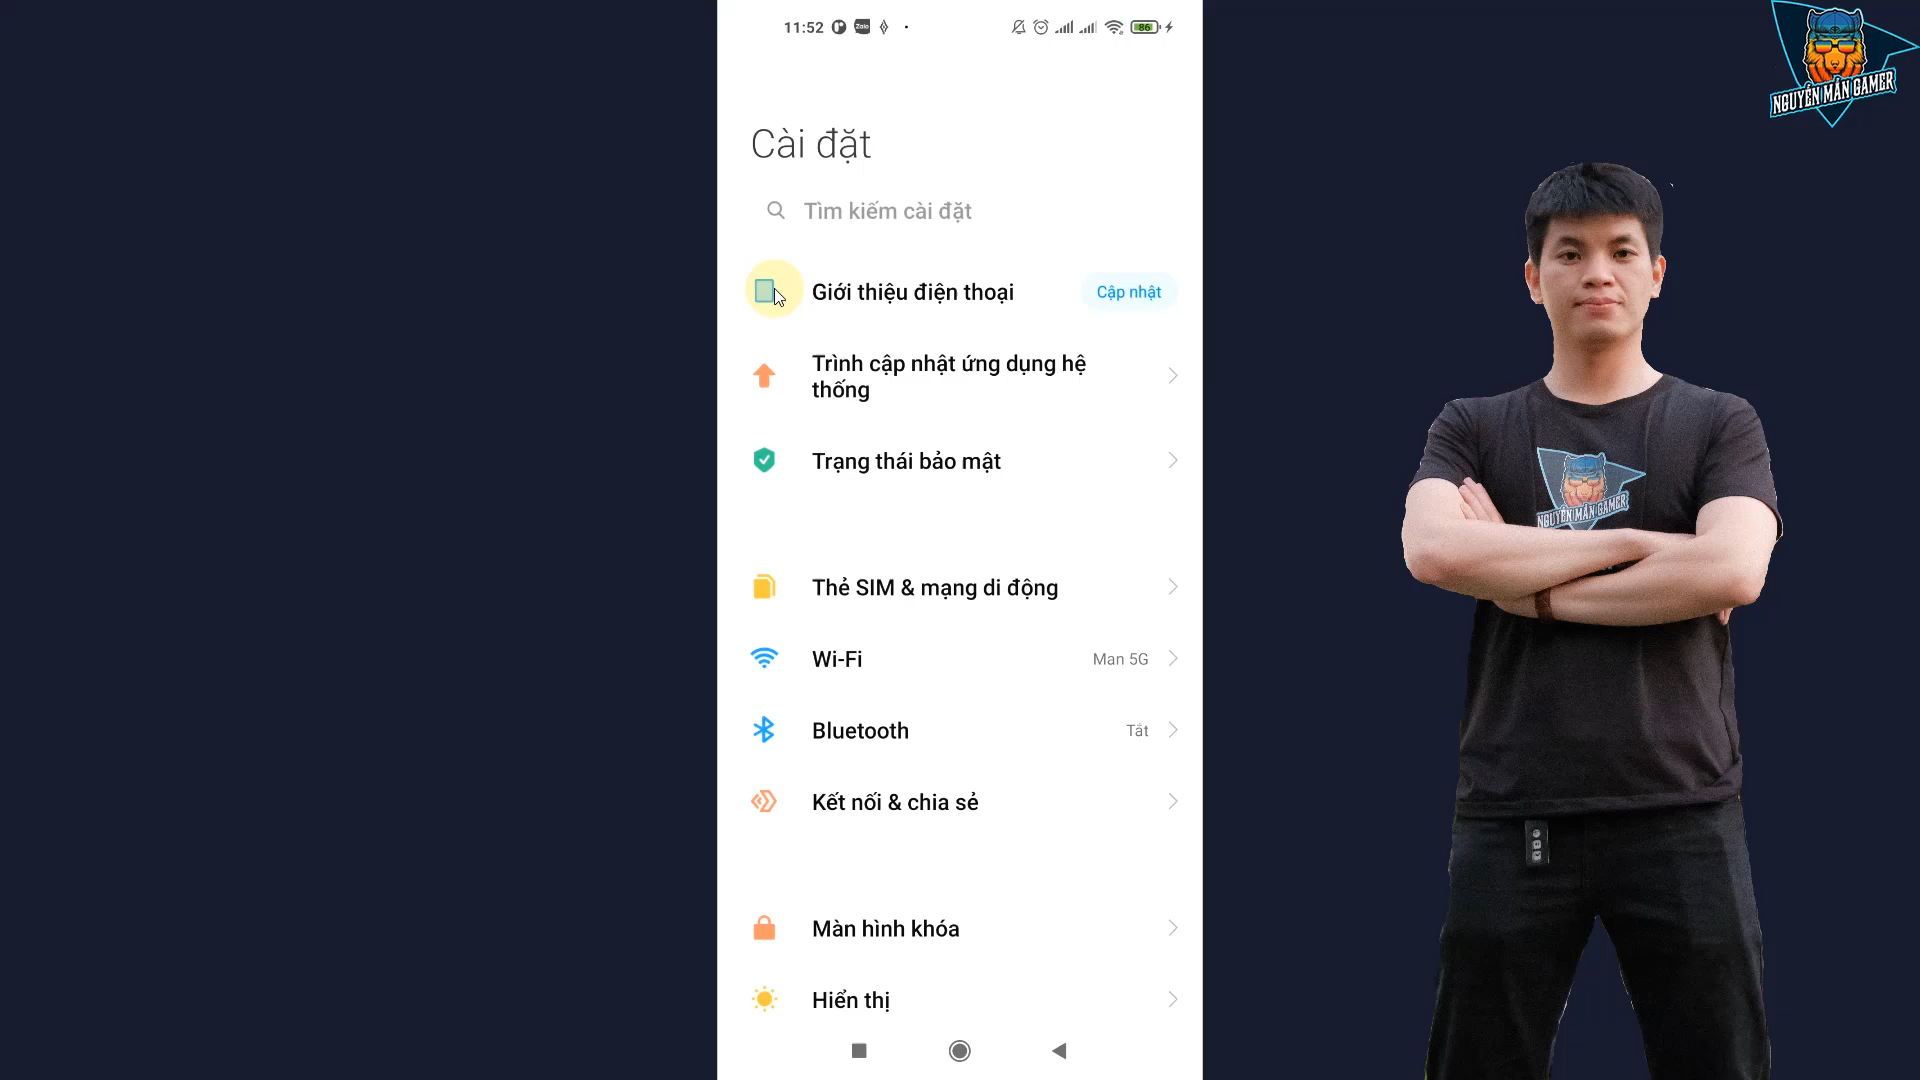 11:52
Zalo
86
NGUYỄN MẪN GAMER
Cài đặt
Tìm kiếm cài đặt
Giới thiệu điện thoại
Cập nhật
Trình cập nhật ứng dụng hệ
thống
Trạng thái bảo mật
Thẻ SIM & mạng di động
Wi-Fi
Man 5G
Bluetooth
Tắt
Kết nối & chia sẻ
Màn hình khóa
Hiển thị
NGUYỄN MẪN GAMER